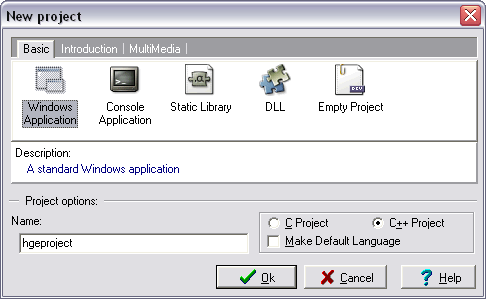 New project
Basic Introduction MultiMedia
Windows Application
Console Application
Static Library
DLL
DEV
Empty Project
Description:
A standard Windows application
Project options:
Name:
hgeproject
C Project
C++ Project
Make Default Language
Ok
Cancel
? Help